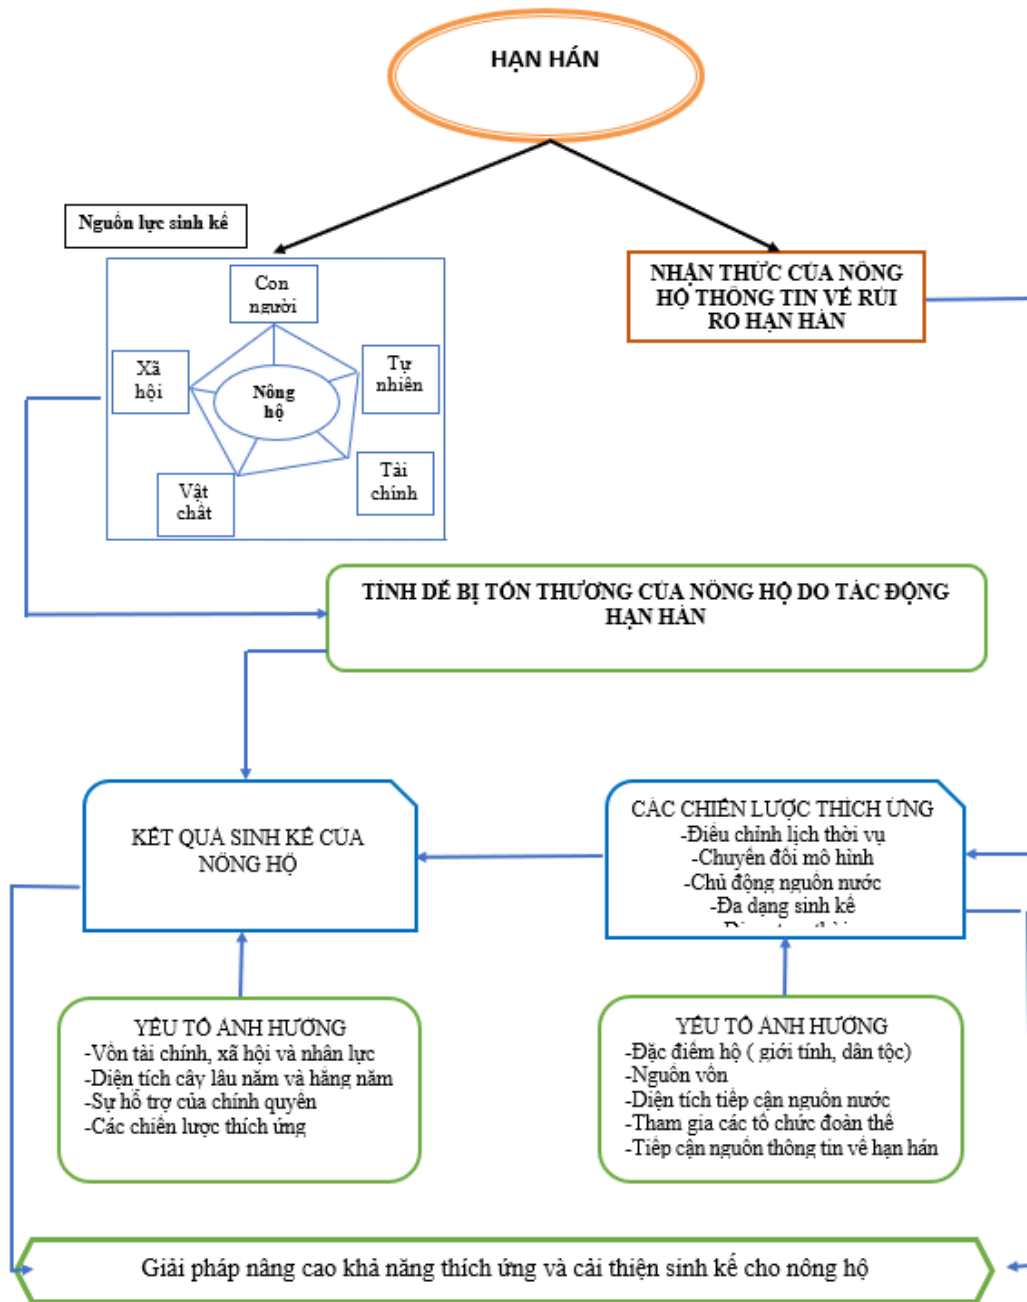 HẠN HÁN
Nguồn lực sinh kế
NHẬN THỨC CỦA NÔNG
HỘ THÔNG TIN VỀ RỦI
RO HẠN HÁN
Con
người
Xã
hội
Tự
nhiên
Nông
hộ
Vật
chất
Tài
chính
TÍNH DỄ BỊ TỔN THƯƠNG CỦA NÔNG HỘ DO TÁC ĐỘNG
HẠN HÁN
KẾT QUẢ SINH KẾ CỦA
NÔNG HỘ
CÁC CHIẾN LƯỢC THÍCH ỨNG
-Điều chỉnh lịch thời vụ
-Chuyển đổi mô hình
-Chủ động nguồn nước
-Đa dạng sinh kế
YẾU TỐ ẢNH HƯỞNG
-Vốn tài chính, xã hội và nhân lực
-Diện tích cây lâu năm và hằng năm
-Sự hỗ trợ của chính quyền
-Các chiến lược thích ứng
YẾU TỐ ẢNH HƯỞNG
-Đặc điểm hộ ( giới tính, dân tộc)
-Nguồn vốn
-Diện tích tiếp cận nguồn nước
-Tham gia các tổ chức đoàn thể
-Tiếp cận nguồn thông tin về hạn hán
Giải pháp nâng cao khả năng thích ứng và cải thiện sinh kế cho nông hộ